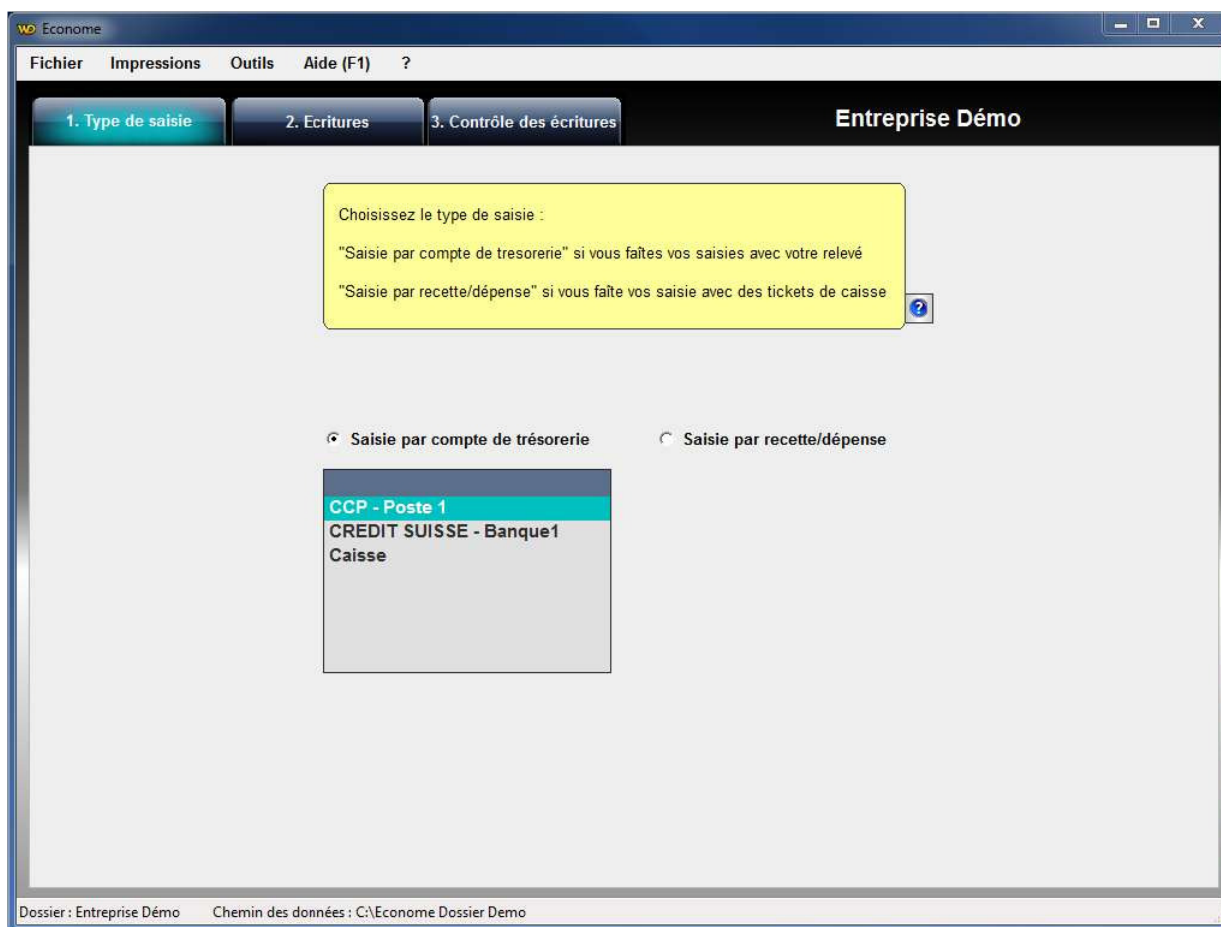 WD Econome
Fichier Impressions Outils Aide (F1) ?
1. Type de saisie 2. Ecritures 3. Contrôle des écritures Entreprise Démo
Choisissez le type de saisie :
"Saisie par compte de tresorerie" si vous faîtes vos saisies avec votre relevé
"Saisie par recette/dépense" si vous faîte vos saisie avec des tickets de caisse
?
Saisie par compte de trésorerie Saisie par recette/dépense
CCP - Poste 1
CREDIT SUISSE - Banque1
Caisse
Dossier : Entreprise Démo Chemin des données : C:\Econome Dossier Demo